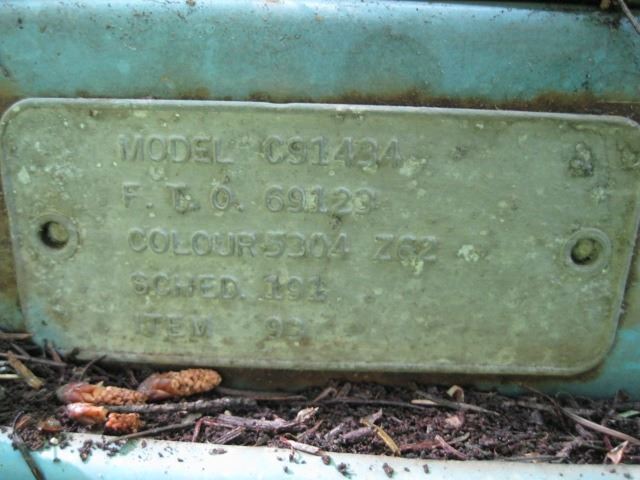 MODEL C91434
F. T. O. 69123
COLOUR 5304 Z62
SCHED. 191
ITEM